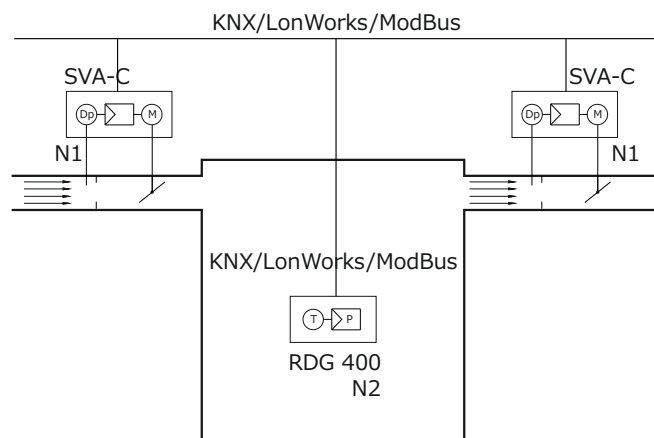 KNX/LonWorks/ModBus
SVA-C
SVA-C
Dp
M
Dp
M
N1
N1
KNX/LonWorks/ModBus
T
P
RDG 400
N2